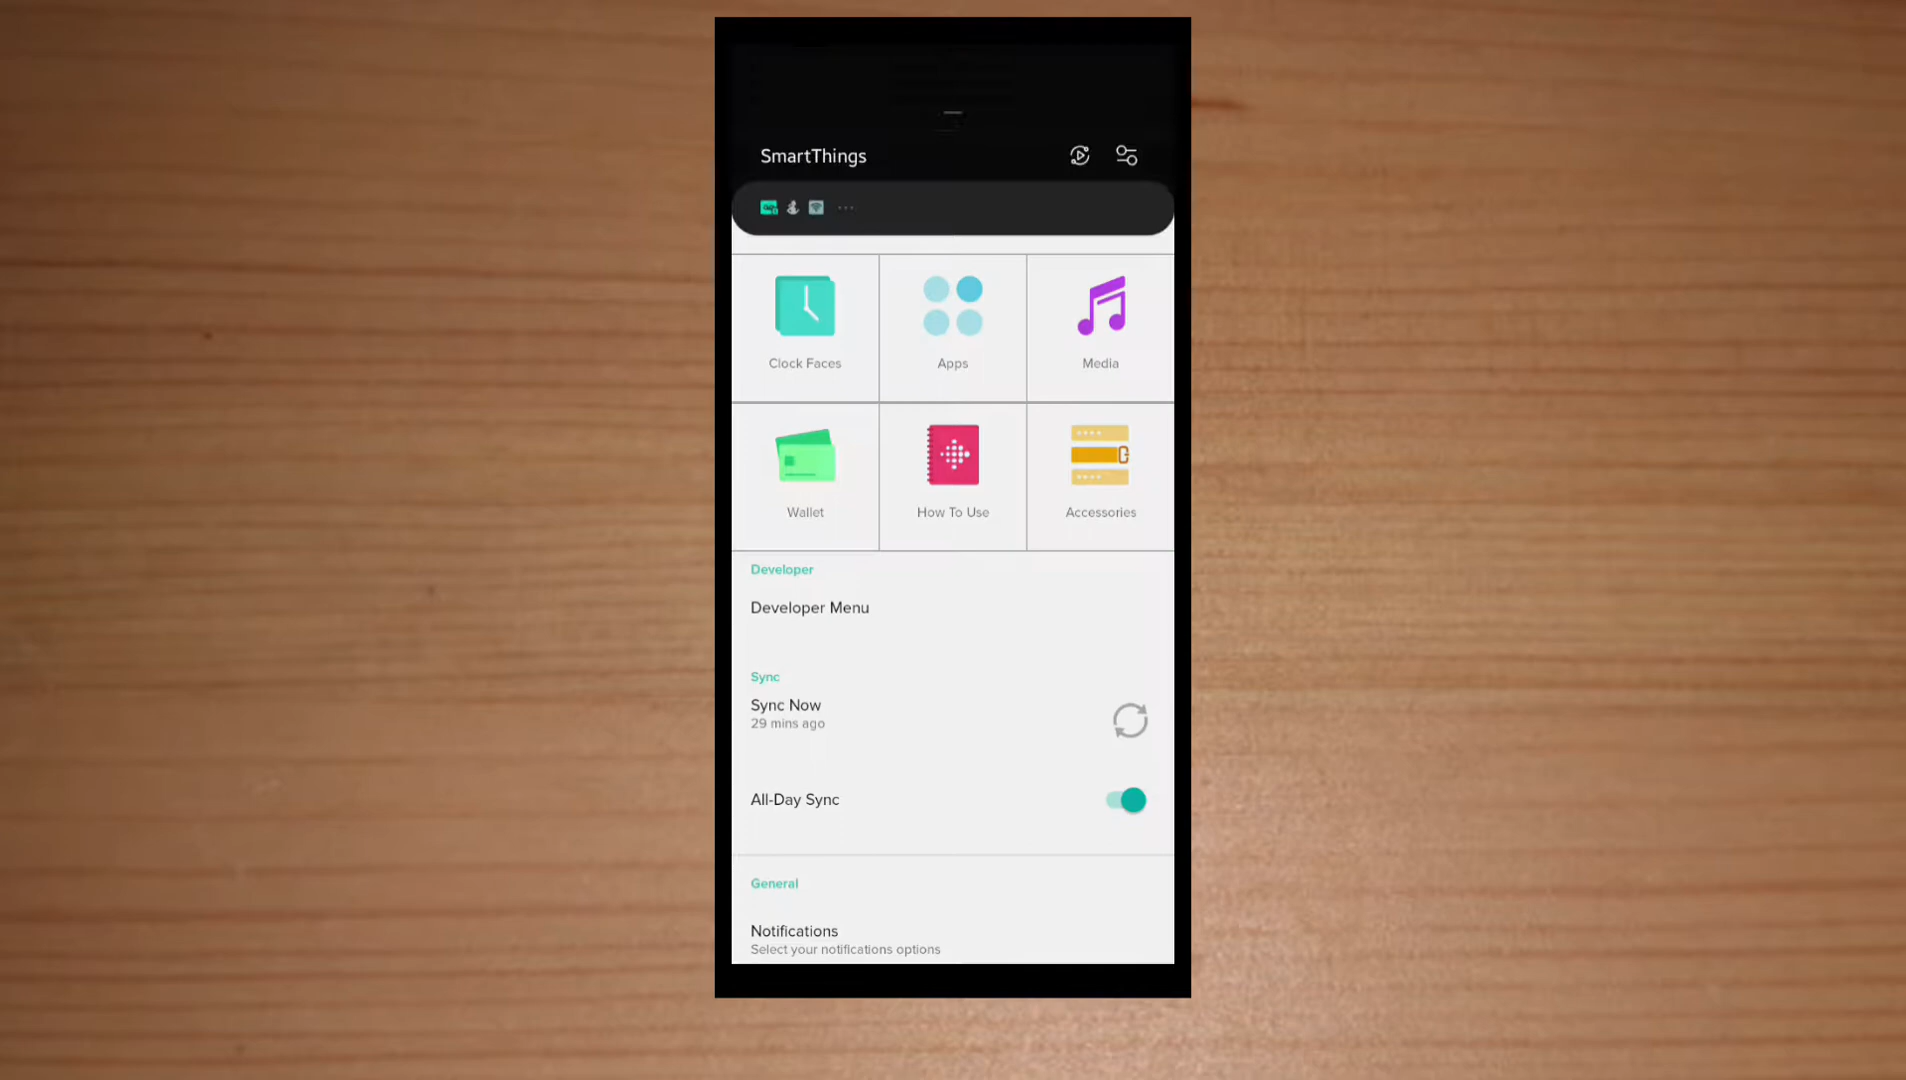 SmartThings
Clock Faces
Apps
Media
Wallet
How To Use
Accessories
Developer
Developer Menu
Sync
Sync Now
29 mins ago
All-Day Sync
General
Notifications
Select your notifications options